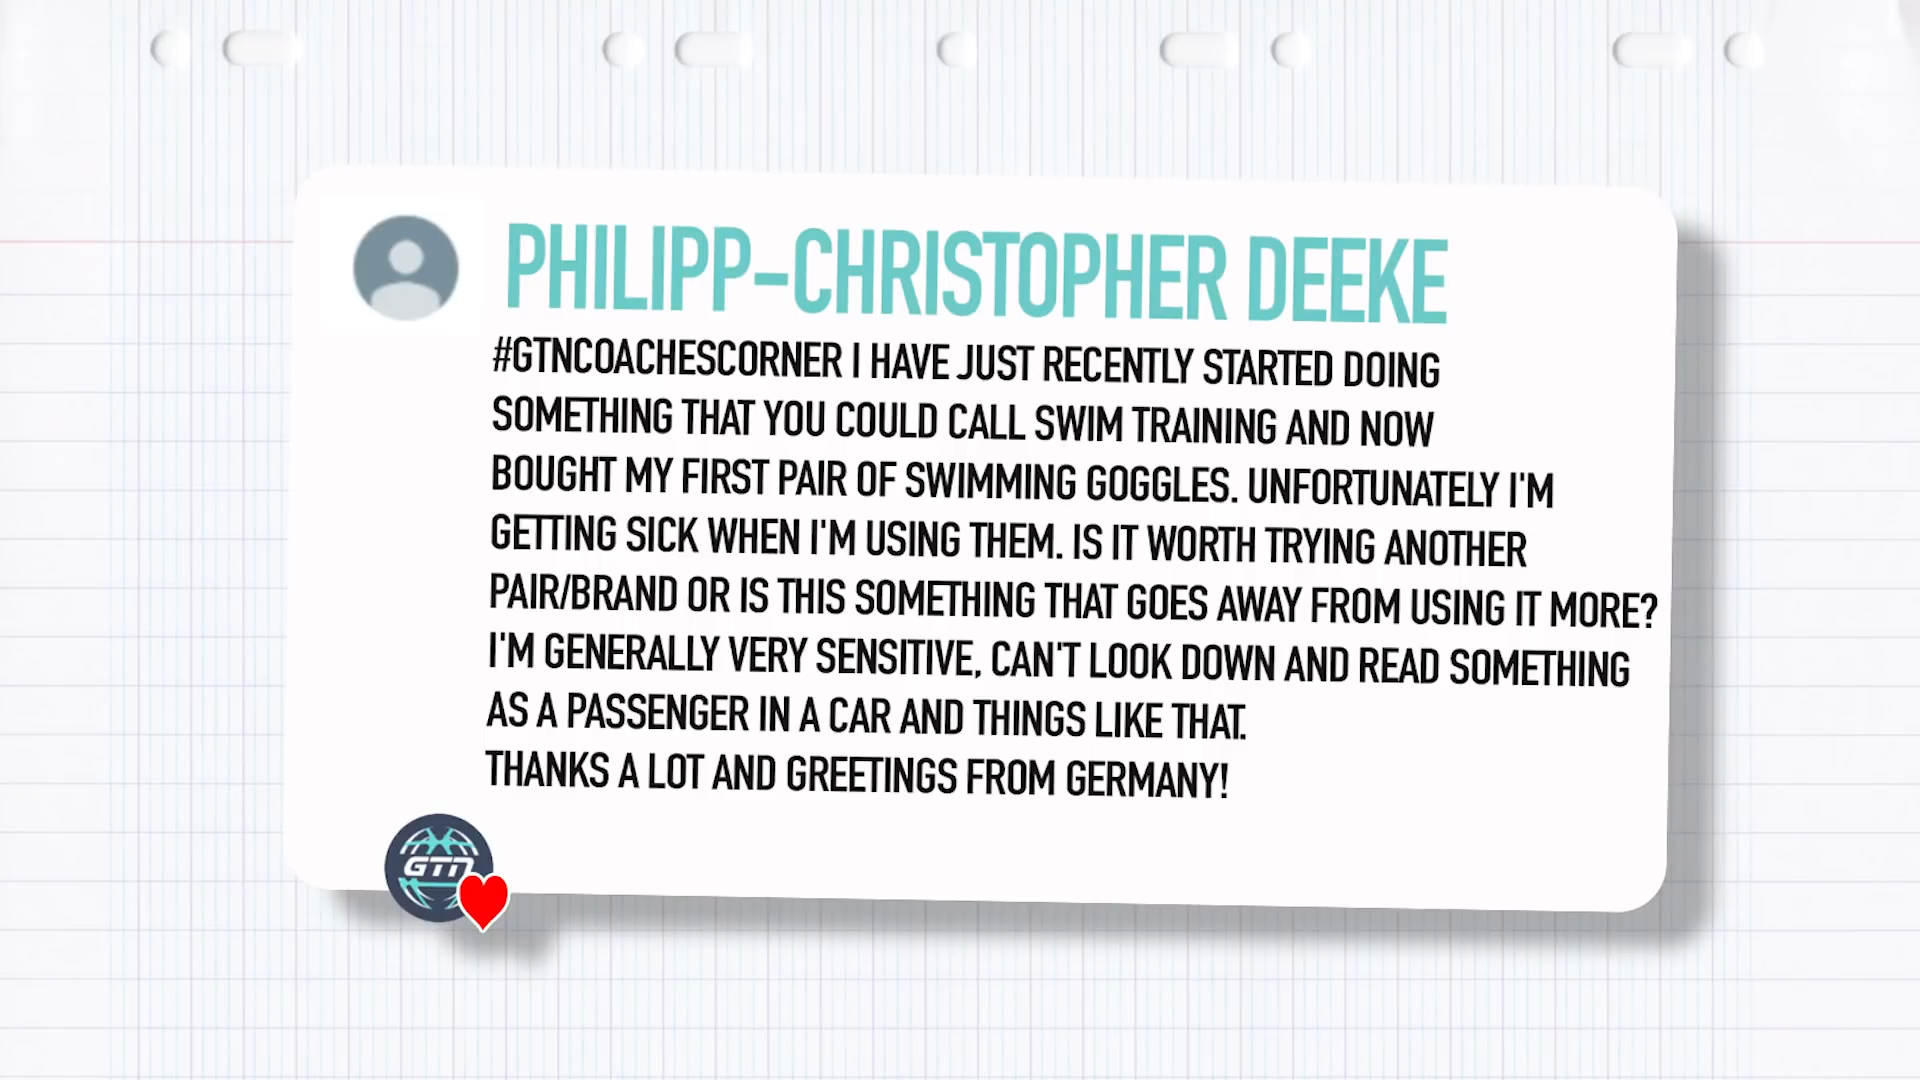 PHILIPP-CHRISTOPHER DEEKE
#GTNCOACHESCORNER I HAVE JUST RECENTLY STARTED DOING
SOMETHING THAT YOU COULD CALL SWIM TRAINING AND NOW
BOUGHT MY FIRST PAIR OF SWIMMING GOGGLES. UNFORTUNATELY I'M
GETTING SICK WHEN I'M USING THEM. IS IT WORTH TRYING ANOTHER
PAIR/BRAND OR IS THIS SOMETHING THAT GOES AWAY FROM USING IT MORE?
I'M GENERALLY VERY SENSITIVE, CAN'T LOOK DOWN AND READ SOMETHING
AS A PASSENGER IN A CAR AND THINGS LIKE THAT.
THANKS A LOT AND GREETINGS FROM GERMANY!
GTN